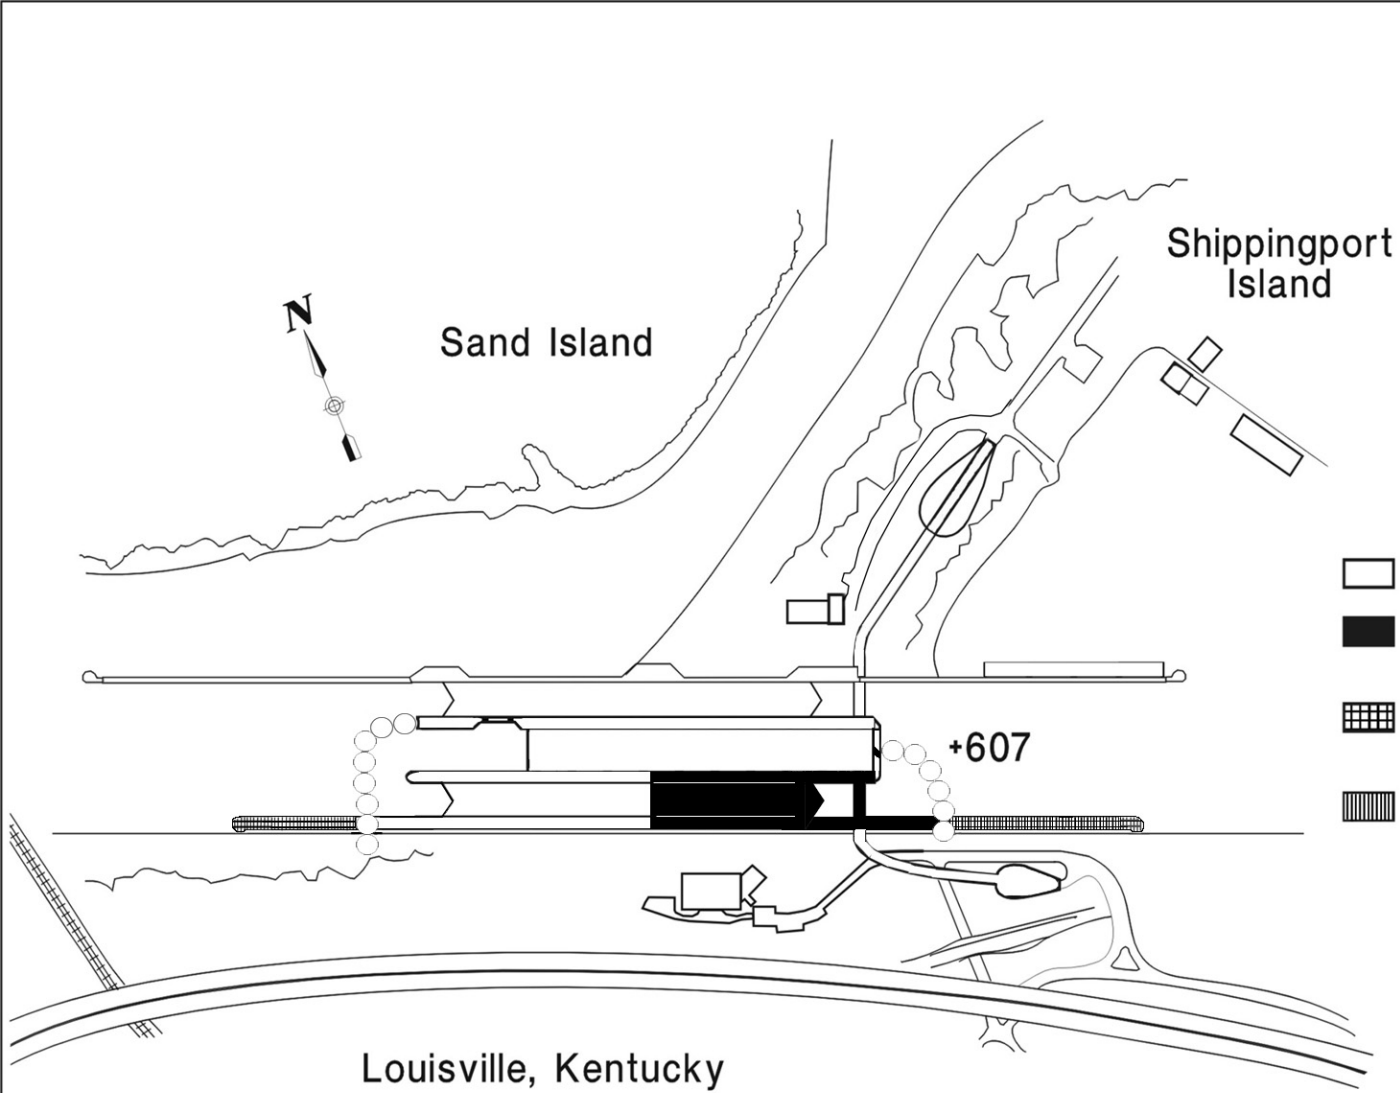 Shippingport
Island
N
Sand Island
+607
Louisville, Kentucky